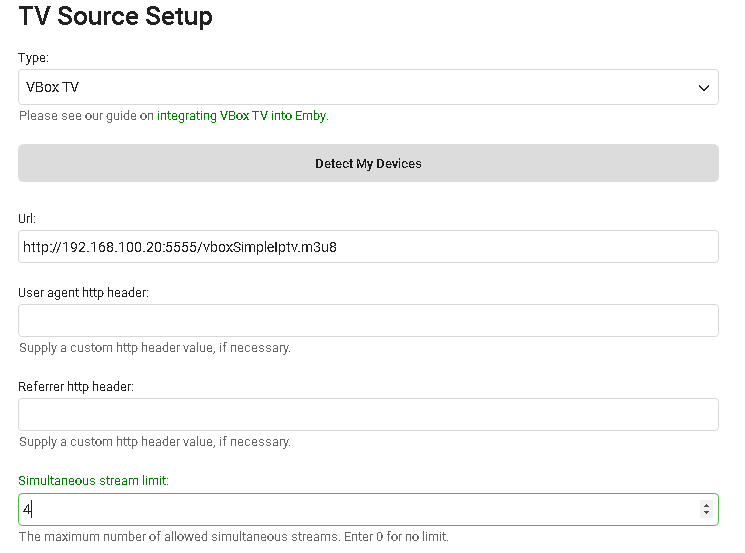 TV Source Setup
Type:
VBox TV
Please see our guide on integrating VBox TV into Emby.
Detect My Devices
Url:
http://192.168.100.20:5555/vboxSimpleIptv.m3u8
User agent http header:
Supply a custom http header value, if necessary.
Referrer http header:
Supply a custom http header value, if necessary.
Simultaneous stream limit:
4
The maximum number of allowed simultaneous streams. Enter 0 for no limit.